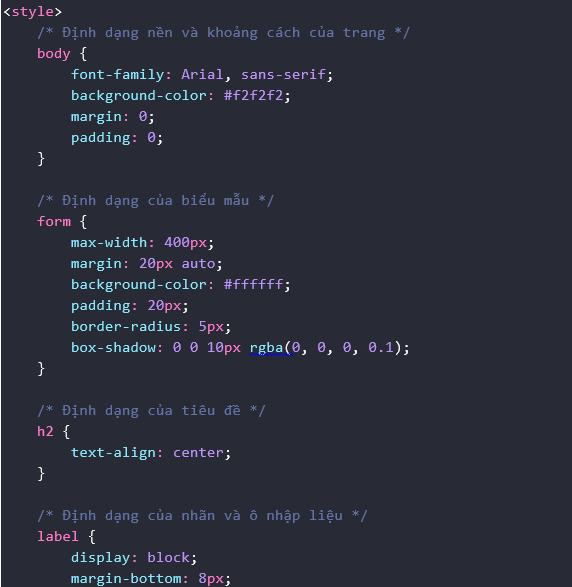 <style>
    /* Định dạng nền và khoảng cách của trang */
    body {
        font-family: Arial, sans-serif;
        background-color: #f2f2f2;
        margin: 0;
        padding: 0;
    }

    /* Định dạng của biểu mẫu */
    form {
        max-width: 400px;
        margin: 20px auto;
        background-color: #ffffff;
        padding: 20px;
        border-radius: 5px;
        box-shadow: 0 0 10px rgba(0, 0, 0, 0.1);
    }

    /* Định dạng của tiêu đề */
    h2 {
        text-align: center;
    }

    /* Định dạng của nhãn và ô nhập liệu */
    label {
        display: block;
        margin-bottom: 8px;